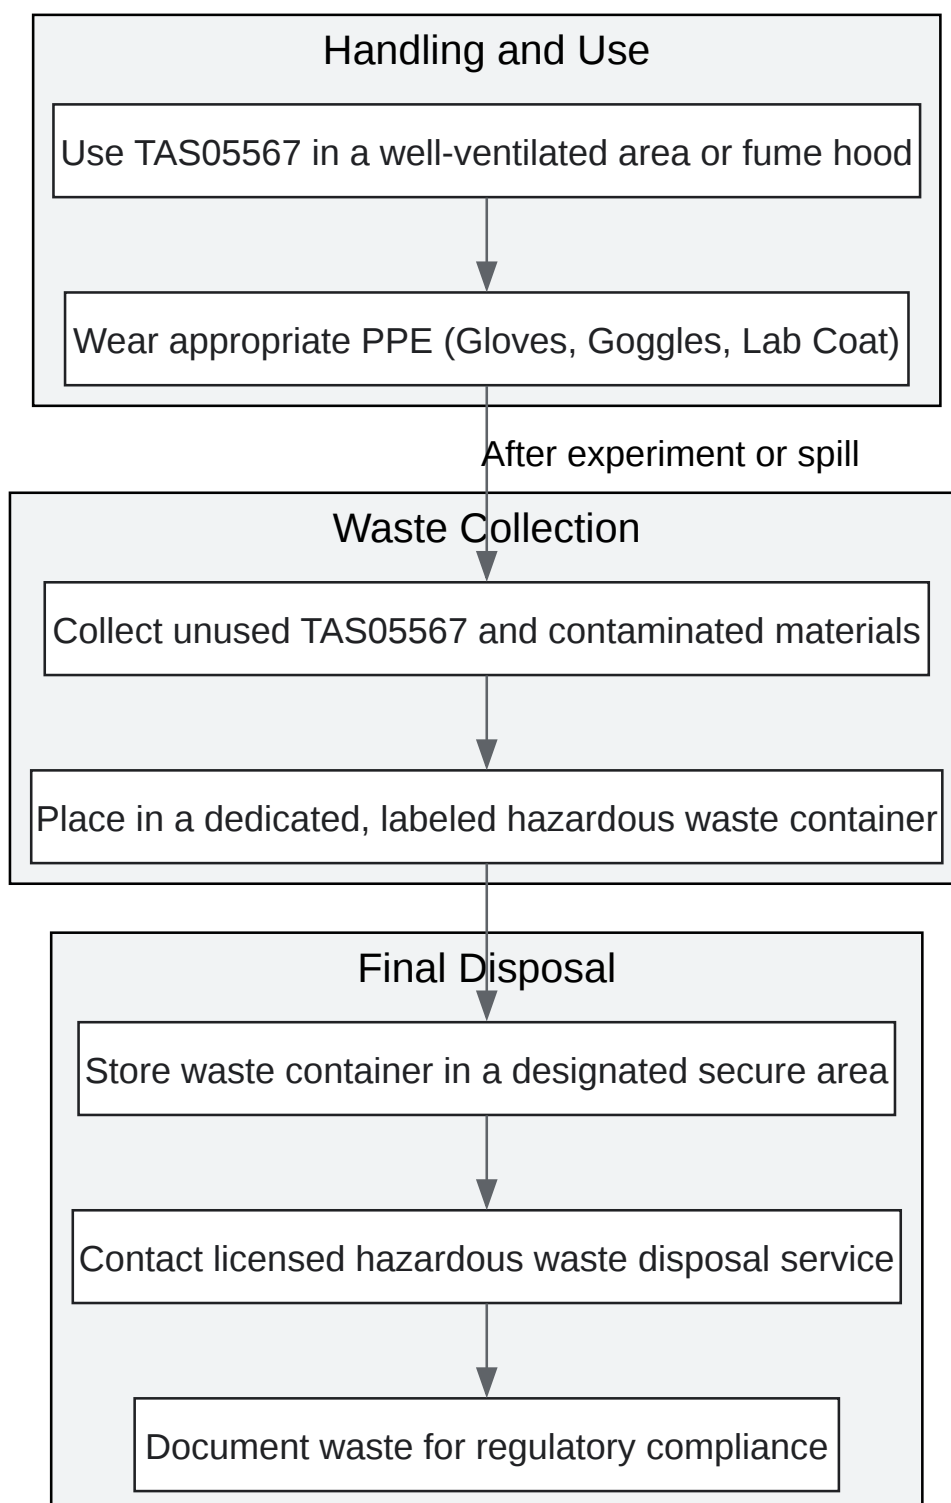 Handling and Use
Use TAS05567 in a well-ventilated area or fume hood
Wear appropriate PPE (Gloves, Goggles, Lab Coat)
After experiment or spill
Waste Collection
Collect unused TAS05567 and contaminated materials
Place in a dedicated, labeled hazardous waste container
Final Disposal
Store waste container in a designated secure area
Contact licensed hazardous waste disposal service
Document waste for regulatory compliance